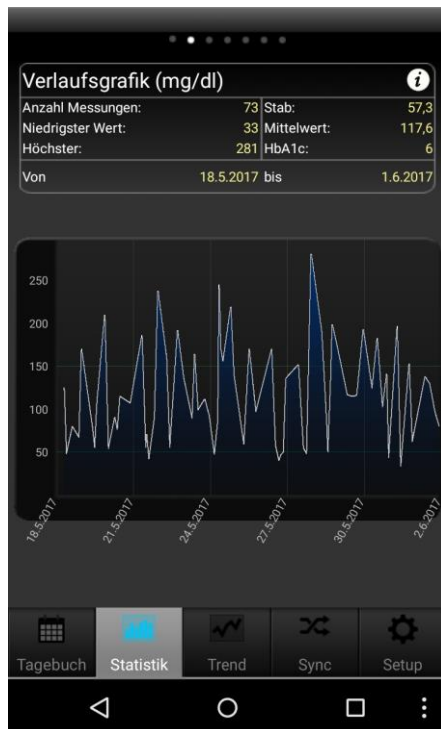 Verlaufsgrafik (mg/dl) i
Anzahl Messungen: 73 Stab: 57,3
Niedrigster Wert: 33 Mittelwert: 117,6
Höchster: 281 HbA1c: 6
Von 18.5.2017 bis 1.6.2017
250
200
150
100
50
18.5.2017 21.5.2017 24.5.2017 27.5.2017 30.5.2017 2.6.2017
Tagebuch Statistik Trend Sync Setup